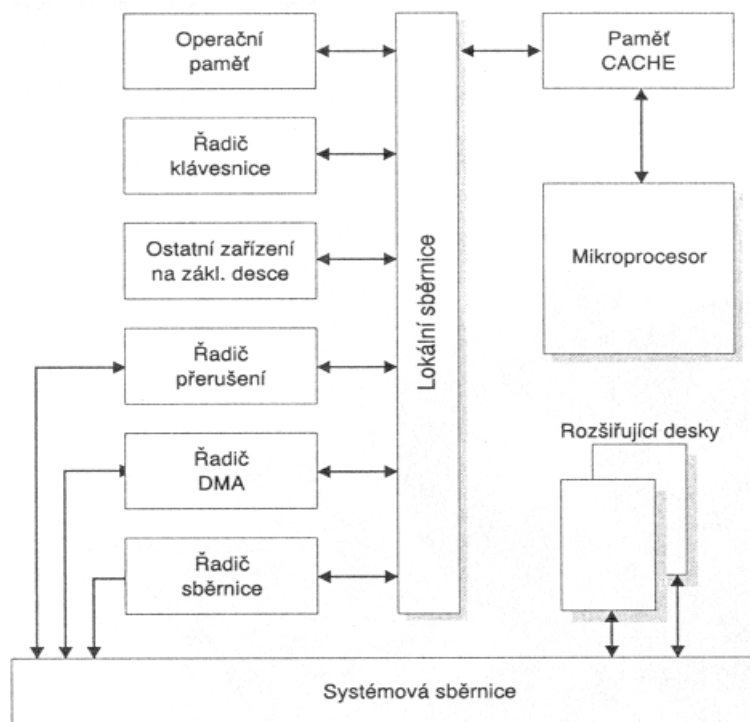 Operační
paměť
Paměť
CACHE
Řadič
klávesnice
Ostatní zařízení
na zákl. desce
Mikroprocesor
Lokální sběrnice
Řadič
přerušení
Rozšiřující desky
Řadič
DMA
Řadič
sběrnice
Systémová sběrnice